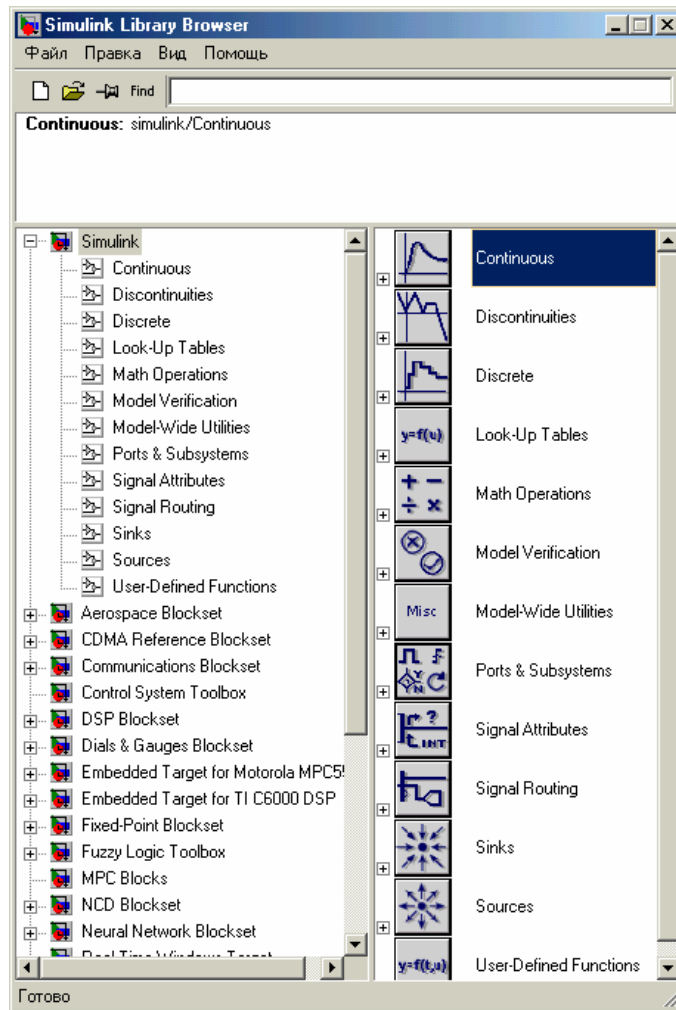 Simulink Library Browser
Файл Правка Вид Помощь
Find
Continuous: simulink/Continuous
Simulink
Continuous
Discontinuities
Discrete
Look-Up Tables
Math Operations
Model Verification
Model-Wide Utilities
Ports & Subsystems
Signal Attributes
Signal Routing
Sinks
Sources
User-Defined Functions
Aerospace Blockset
CDMA Reference Blockset
Communications Blockset
Control System Toolbox
DSP Blockset
Dials & Gauges Blockset
Embedded Target for Motorola MPC5
Embedded Target for TI C6000 DSP
Fixed-Point Blockset
Fuzzy Logic Toolbox
MPC Blocks
NCD Blockset
Neural Network Blockset
Real-Time Windows Target
Continuous
Discontinuities
Discrete
y=f(u) Look-Up Tables
+ − ÷ × Math Operations
Model Verification
Misc Model-Wide Utilities
Y N Ports & Subsystems
? t, INT Signal Attributes
Signal Routing
Sinks
Sources
y=f(t,u) User-Defined Functions
Готово